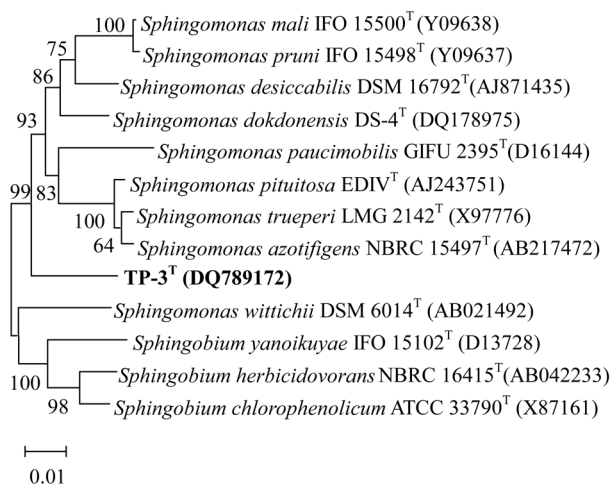 100 Sphingomonas mali IFO 15500T (Y09638)
75 Sphingomonas pruni IFO 15498T (Y09637)
86 Sphingomonas desiccabilis DSM 16792T(AJ871435)
93 Sphingomonas dokdonensis DS-4T (DQ178975)
Sphingomonas paucimobilis GIFU 2395T(D16144)
99 83 Sphingomonas pituitosa EDIVT (AJ243751)
100 Sphingomonas trueperi LMG 2142T (X97776)
64 Sphingomonas azotifigens NBRC 15497T(AB217472)
TP-3T (DQ789172)
Sphingomonas wittichii DSM 6014T (AB021492)
Sphingobium yanoikuyae IFO 15102T (D13728)
100 Sphingobium herbicidovorans NBRC 16415T(AB042233)
98 Sphingobium chlorophenolicum ATCC 33790T(X87161)
0.01